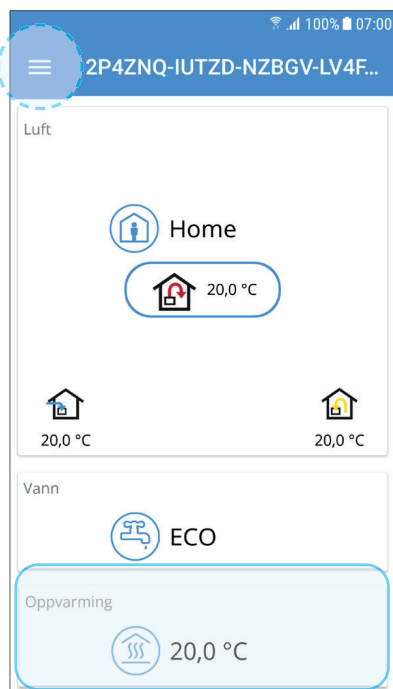 100% 07:00
2P4ZNQ-IUTZD-NZBGV-LV4F...
Luft
Home
20,0 °C
20,0 °C 20,0 °C
Vann
ECO
Oppvarming
20,0 °C